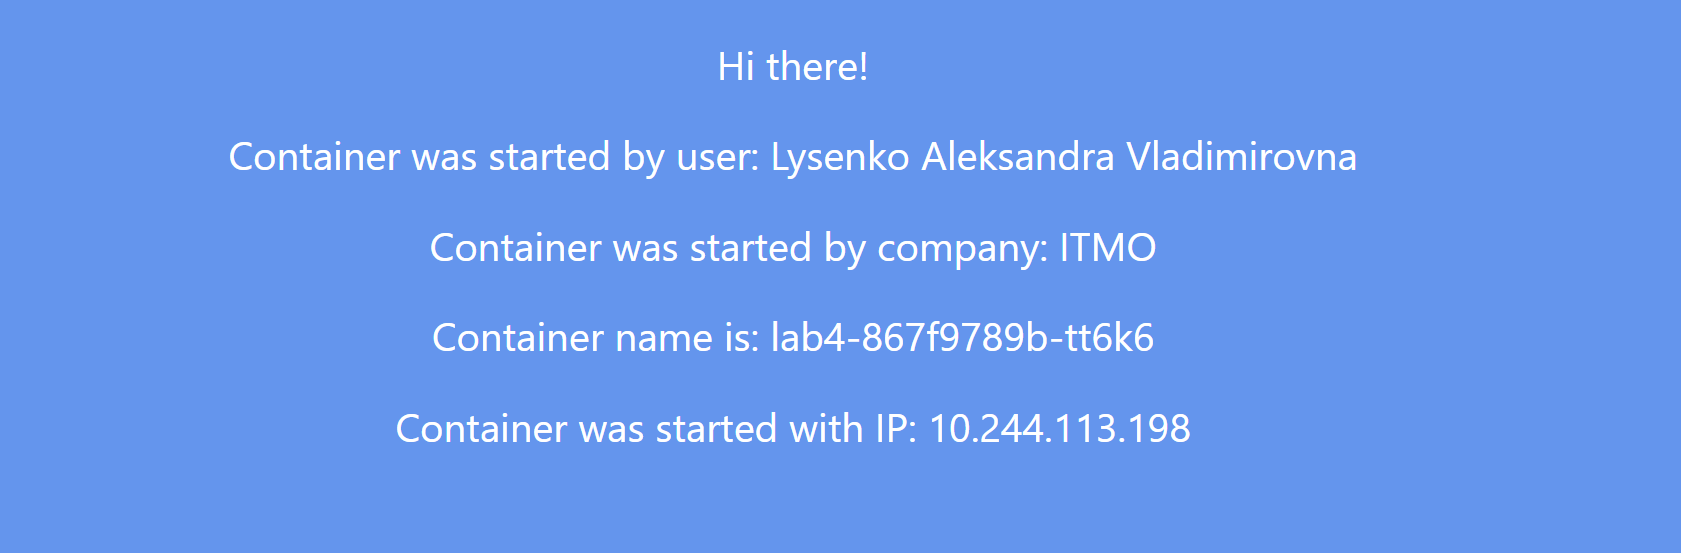 Hi there!
Container was started by user: Lysenko Aleksandra Vladimirovna
Container was started by company: ITMO
Container name is: lab4-867f9789b-tt6k6
Container was started with IP: 10.244.113.198